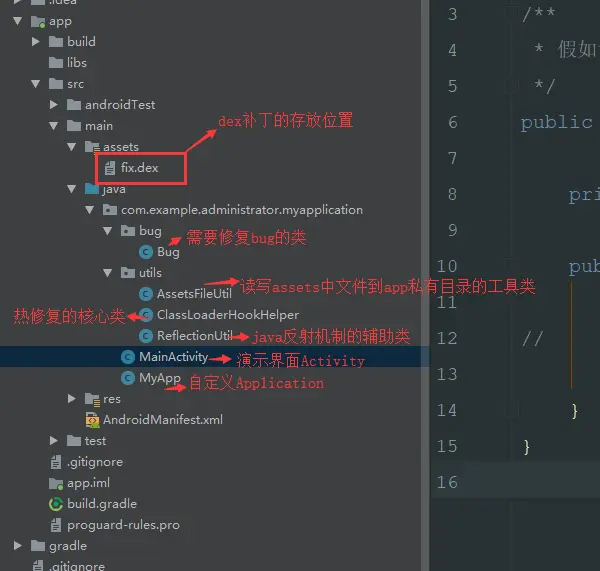 .idea
app
build
libs
src
androidTest
main
dex补丁的存放位置
assets
fix.dex
java
com.example.administrator.myapplication
bug
需要修复bug的类
Bug
utils
AssetsFileUtil
读写assets中文件到app私有目录的工具类
热修复的核心类
ClassLoaderHookHelper
ReflectionUtil
java反射机制的辅助类
MainActivity
演示界面Activity
MyApp
自定义Application
res
AndroidManifest.xml
test
.gitignore
app.iml
build.gradle
proguard-rules.pro
gradle
.gitignore
3 /**
4 * 假如
5 */
6 public
7
8 pri
9
10 pub
11
12 //
13
14 }
15 }
16